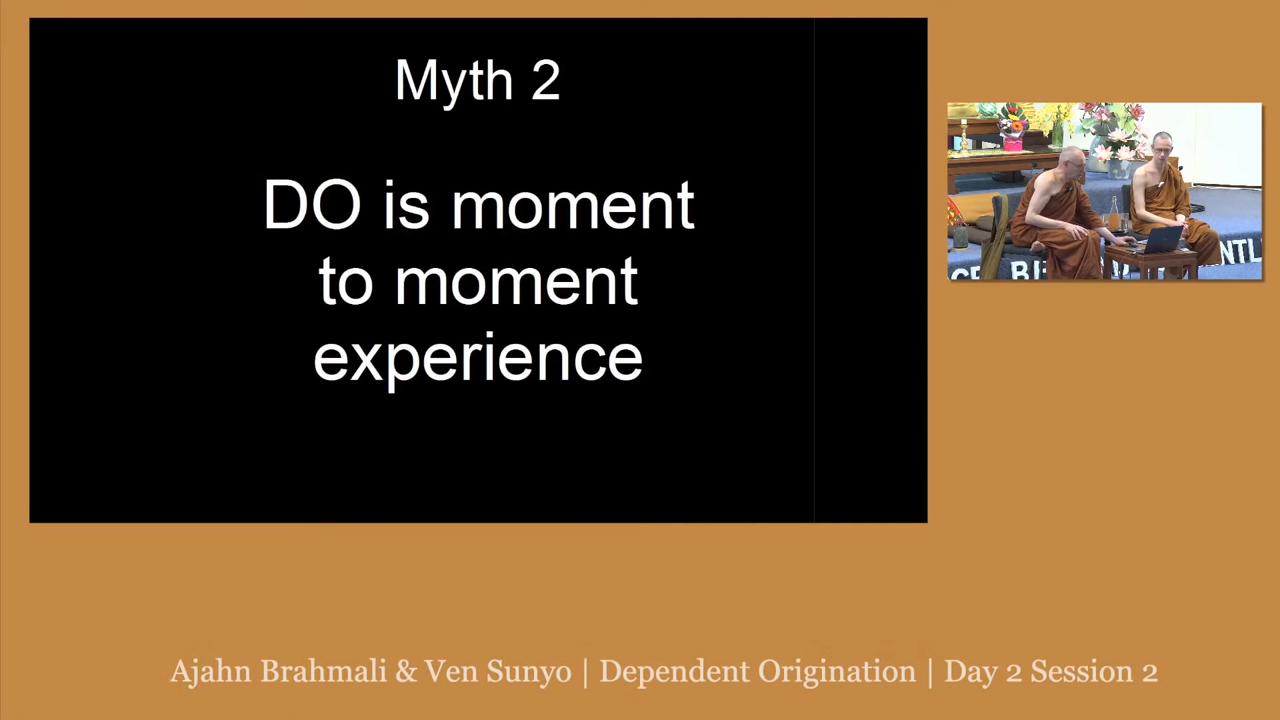 Myth 2
DO is moment
to moment
experience
Ajahn Brahmali & Ven Sunyo | Dependent Origination | Day 2 Session 2